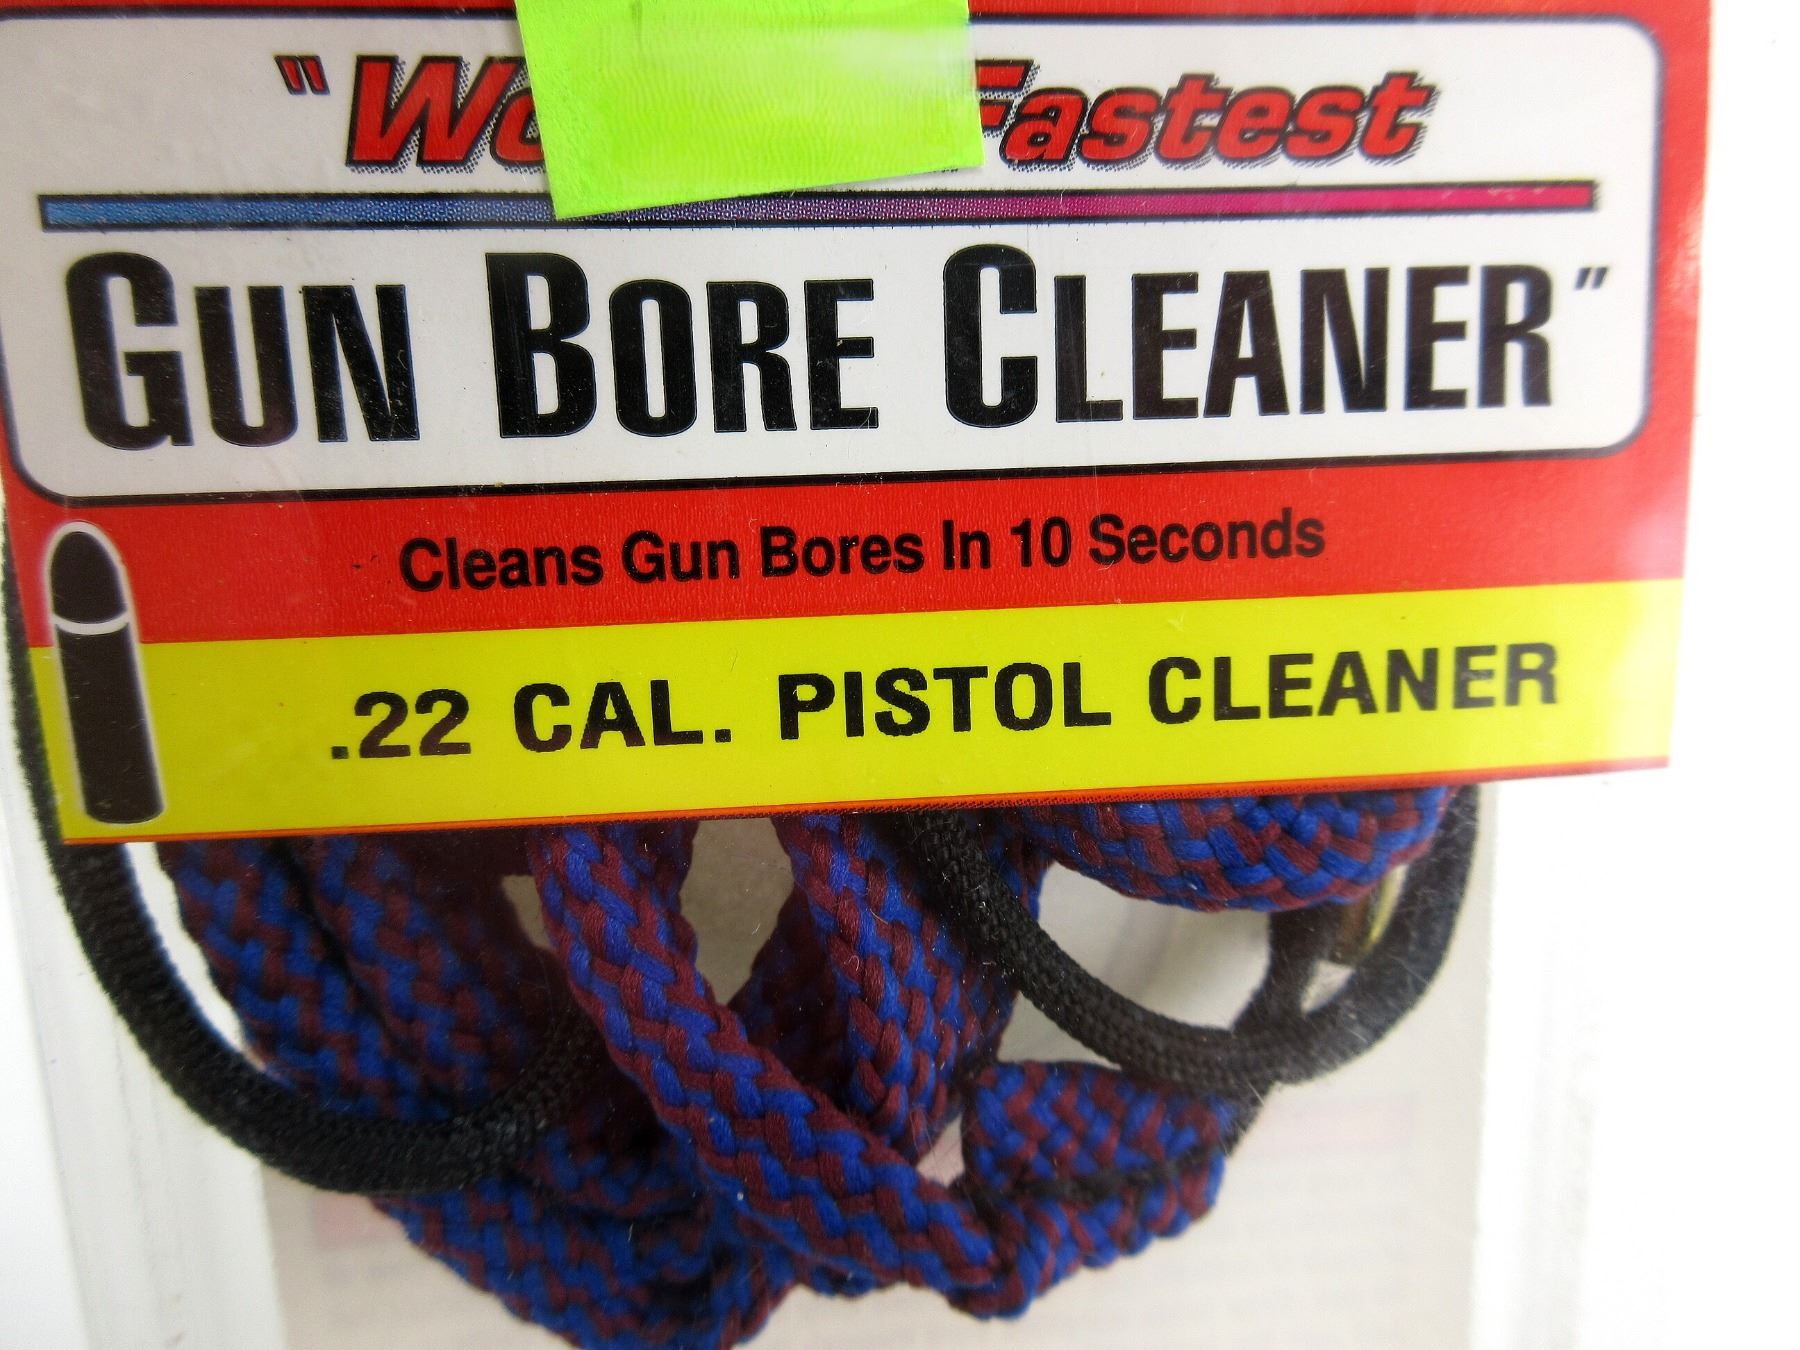 "Fastest
GUN BORE CLEANER"
Cleans Gun Bores In 10 Seconds
.22 CAL. PISTOL CLEANER